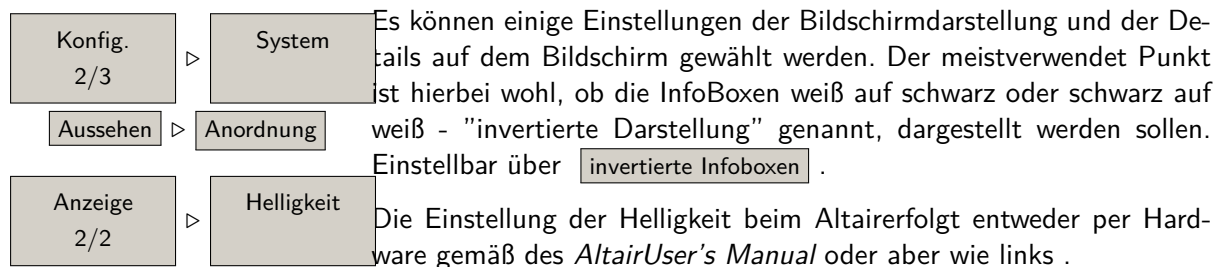 Konfig.
2/3
▷
System
Aussehen ▷ Anordnung
Anzeige
2/2
▷
Helligkeit
Es können einige Einstellungen der Bildschirmdarstellung und der De-
tails auf dem Bildschirm gewählt werden. Der meistverwendet Punkt
ist hierbei wohl, ob die InfoBoxen weiß auf schwarz oder schwarz auf
weiß - ”invertierte Darstellung” genannt, dargestellt werden sollen.
Einstellbar über invertierte Infoboxen .
Die Einstellung der Helligkeit beim Altairerfolgt entweder per Hard-
ware gemäß des AltairUser's Manual oder aber wie links .